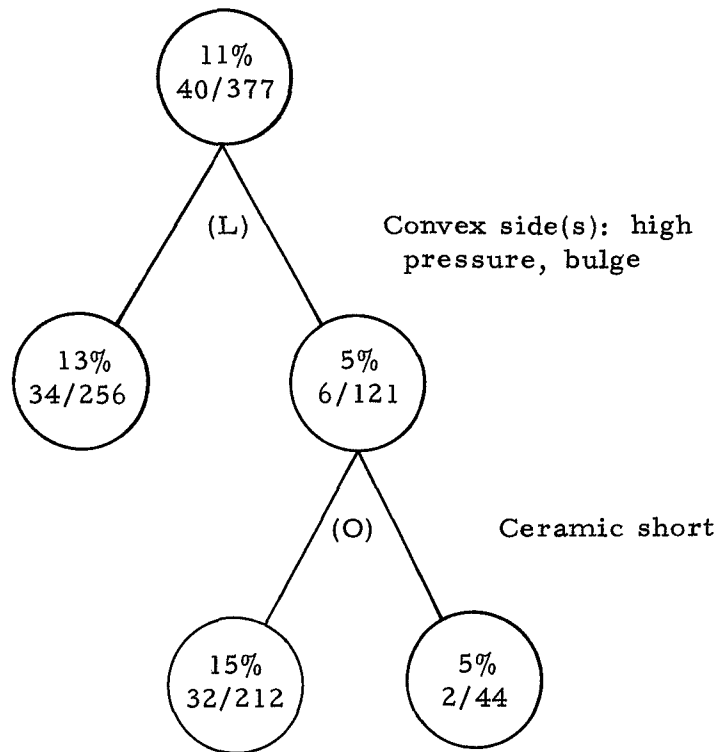 11%
40/377
(L)
Convex side(s): high
pressure, bulge
13%
34/256
5%
6/121
(O)
Ceramic short
15%
32/212
5%
2/44